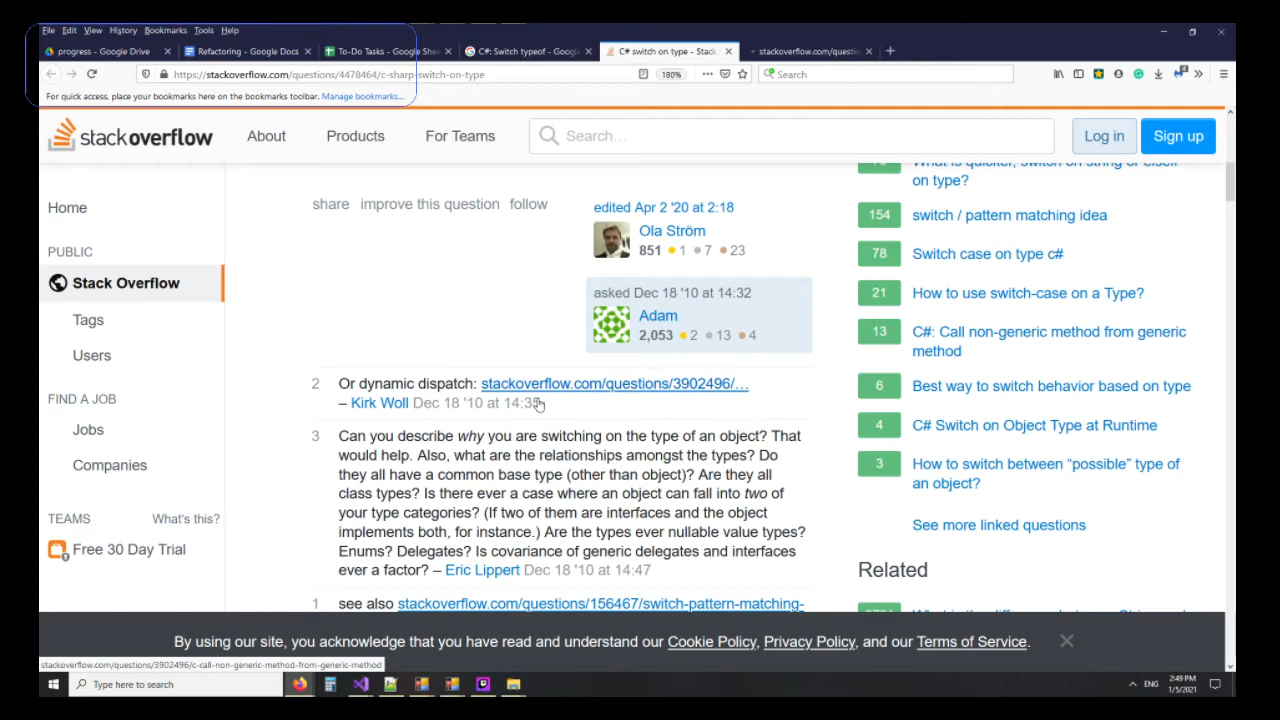 File Edit View History Bookmarks Tools Help
progress - Google Drive
Refactoring - Google Docs
To-Do Tasks - Google She
C#: Switch typeof - Googl
C# switch on type - Stack
stackoverflow.com/questio
https://stackoverflow.com/questions/4478464/c-sharp-switch-on-type
180%
Search
For quick access, place your bookmarks here on the bookmarks toolbar. Manage bookmarks...
stackoverflow
About
Products
For Teams
Search...
Log in
Sign up
Home
PUBLIC
Stack Overflow
Tags
Users
FIND A JOB
Jobs
Companies
TEAMS What's this?
Free 30 Day Trial
share improve this question follow
edited Apr 2 '20 at 2:18
Ola Ström
851 1 7 23
asked Dec 18 '10 at 14:32
Adam
2,053 2 13 4
2 Or dynamic dispatch: stackoverflow.com/questions/3902496/…
– Kirk Woll Dec 18 '10 at 14:35
3 Can you describe why you are switching on the type of an object? That
would help. Also, what are the relationships amongst the types? Do
they all have a common base type (other than object)? Are they all
class types? Is there ever a case where an object can fall into two of
your type categories? (If two of them are interfaces and the object
implements both, for instance.) Are the types ever nullable value types?
Enums? Delegates? Is covariance of generic delegates and interfaces
ever a factor? – Eric Lippert Dec 18 '10 at 14:47
1 see also stackoverflow.com/questions/156467/switch-pattern-matching-
What is quicker, switch on string or elseif
on type?
154 switch / pattern matching idea
78 Switch case on type c#
21 How to use switch-case on a Type?
13 C#: Call non-generic method from generic
method
6 Best way to switch behavior based on type
4 C# Switch on Object Type at Runtime
3 How to switch between “possible” type of
an object?
See more linked questions
Related
By using our site, you acknowledge that you have read and understand our Cookie Policy, Privacy Policy, and our Terms of Service.
stackoverflow.com/questions/3902496/c-call-non-generic-method-from-generic-method
Type here to search
ENG
2:49 PM
1/5/2021